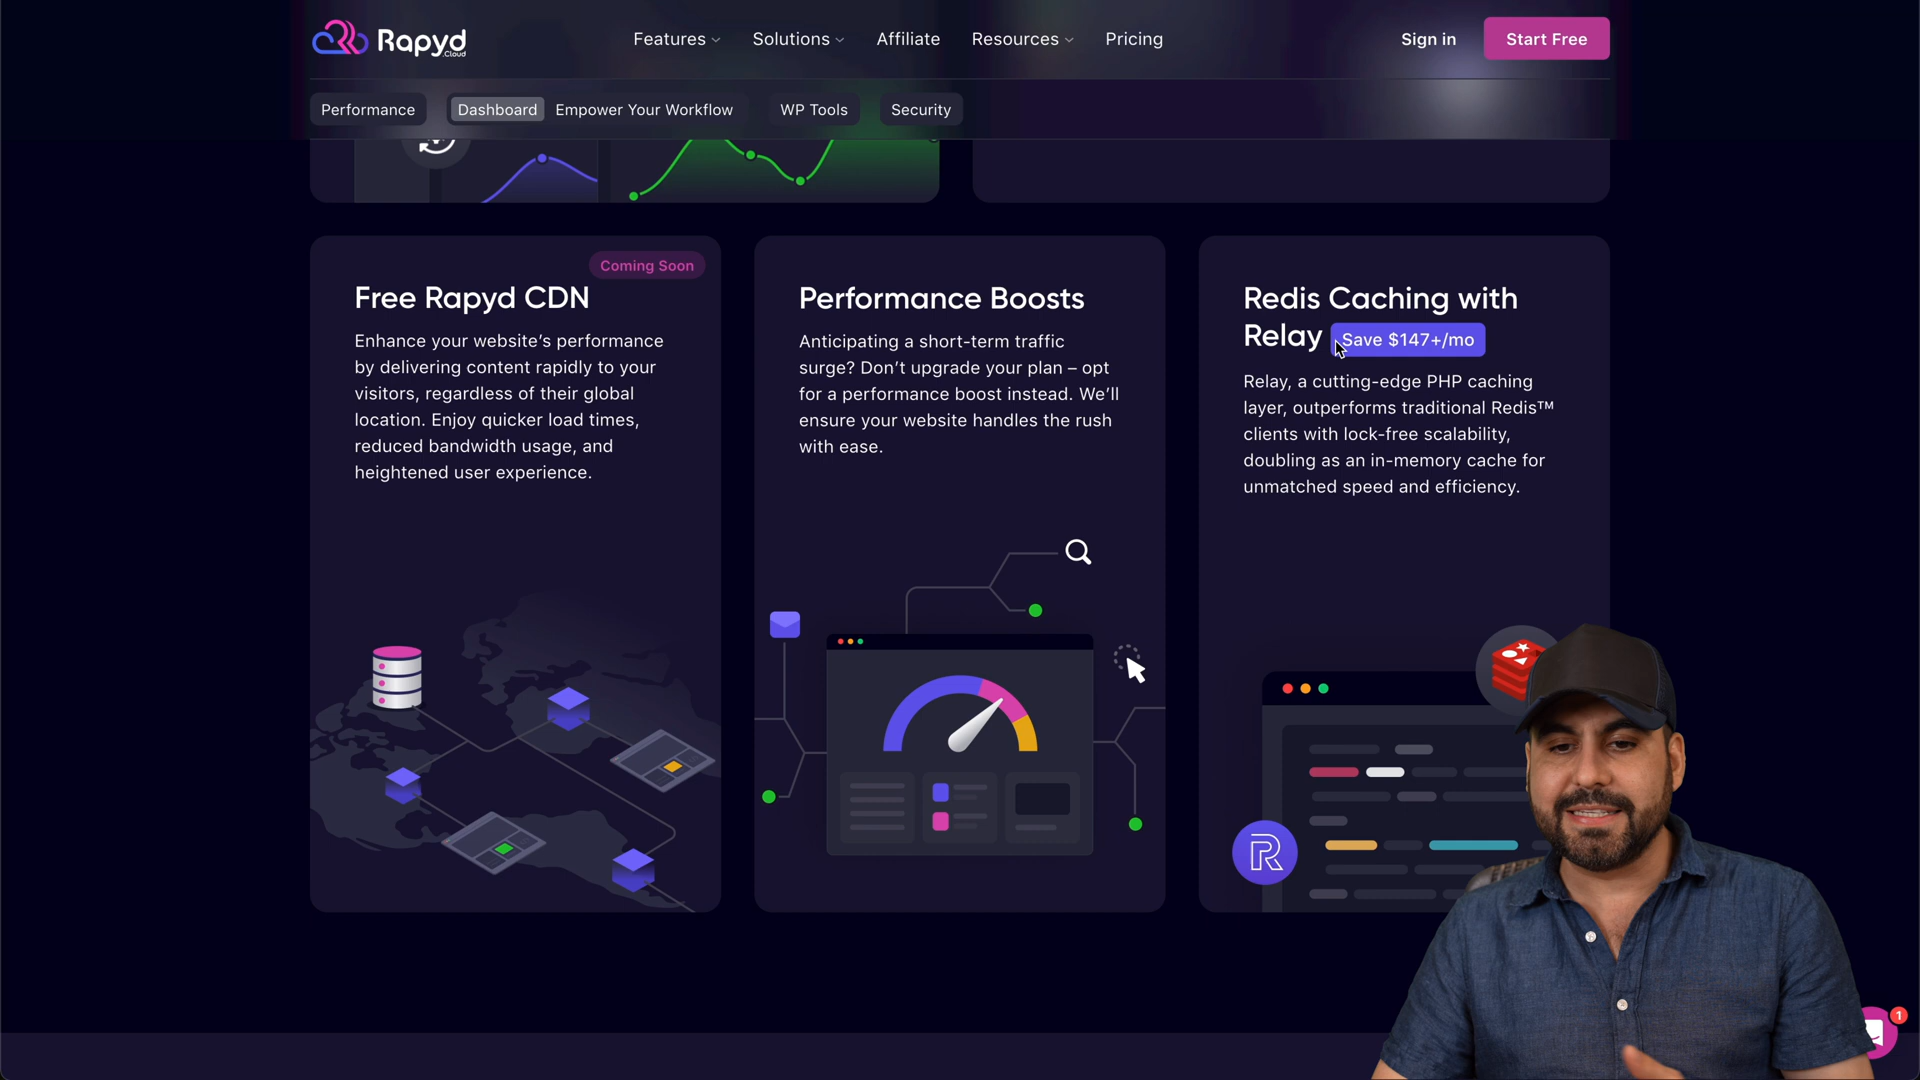 Rapyd
.Cloud
Features
Solutions
Affiliate
Resources
Pricing
Sign in
Start Free
Performance
Dashboard
Empower Your Workflow
WP Tools
Security
Coming Soon
Free Rapyd CDN
Enhance your website's performance
by delivering content rapidly to your
visitors, regardless of their global
location. Enjoy quicker load times,
reduced bandwidth usage, and
heightened user experience.
Performance Boosts
Anticipating a short-term traffic
surge? Don't upgrade your plan – opt
for a performance boost instead. We'll
ensure your website handles the rush
with ease.
Redis Caching with
Relay Save $147+/mo
Relay, a cutting-edge PHP caching
layer, outperforms traditional Redis™
clients with lock-free scalability,
doubling as an in-memory cache for
unmatched speed and efficiency.
R
1